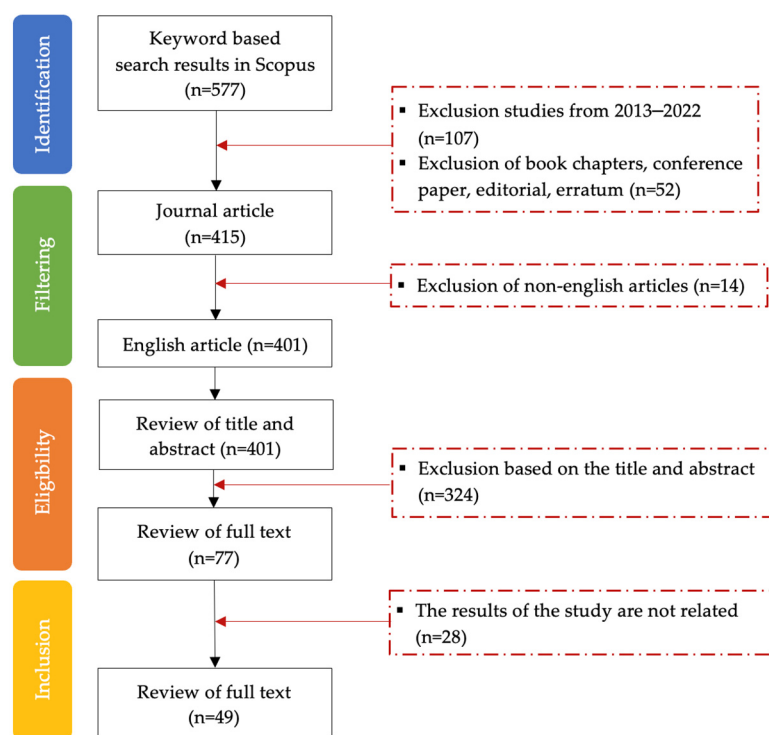 Identification
Keyword based
search results in Scopus
(n=577)
▪ Exclusion studies from 2013–2022
(n=107)
▪ Exclusion of book chapters, conference
paper, editorial, erratum (n=52)
Filtering
Journal article
(n=415)
▪ Exclusion of non-english articles (n=14)
English article (n=401)
Eligibility
Review of title and
abstract (n=401)
▪ Exclusion based on the title and abstract
(n=324)
Review of full text
(n=77)
Inclusion
▪ The results of the study are not related
(n=28)
Review of full text
(n=49)